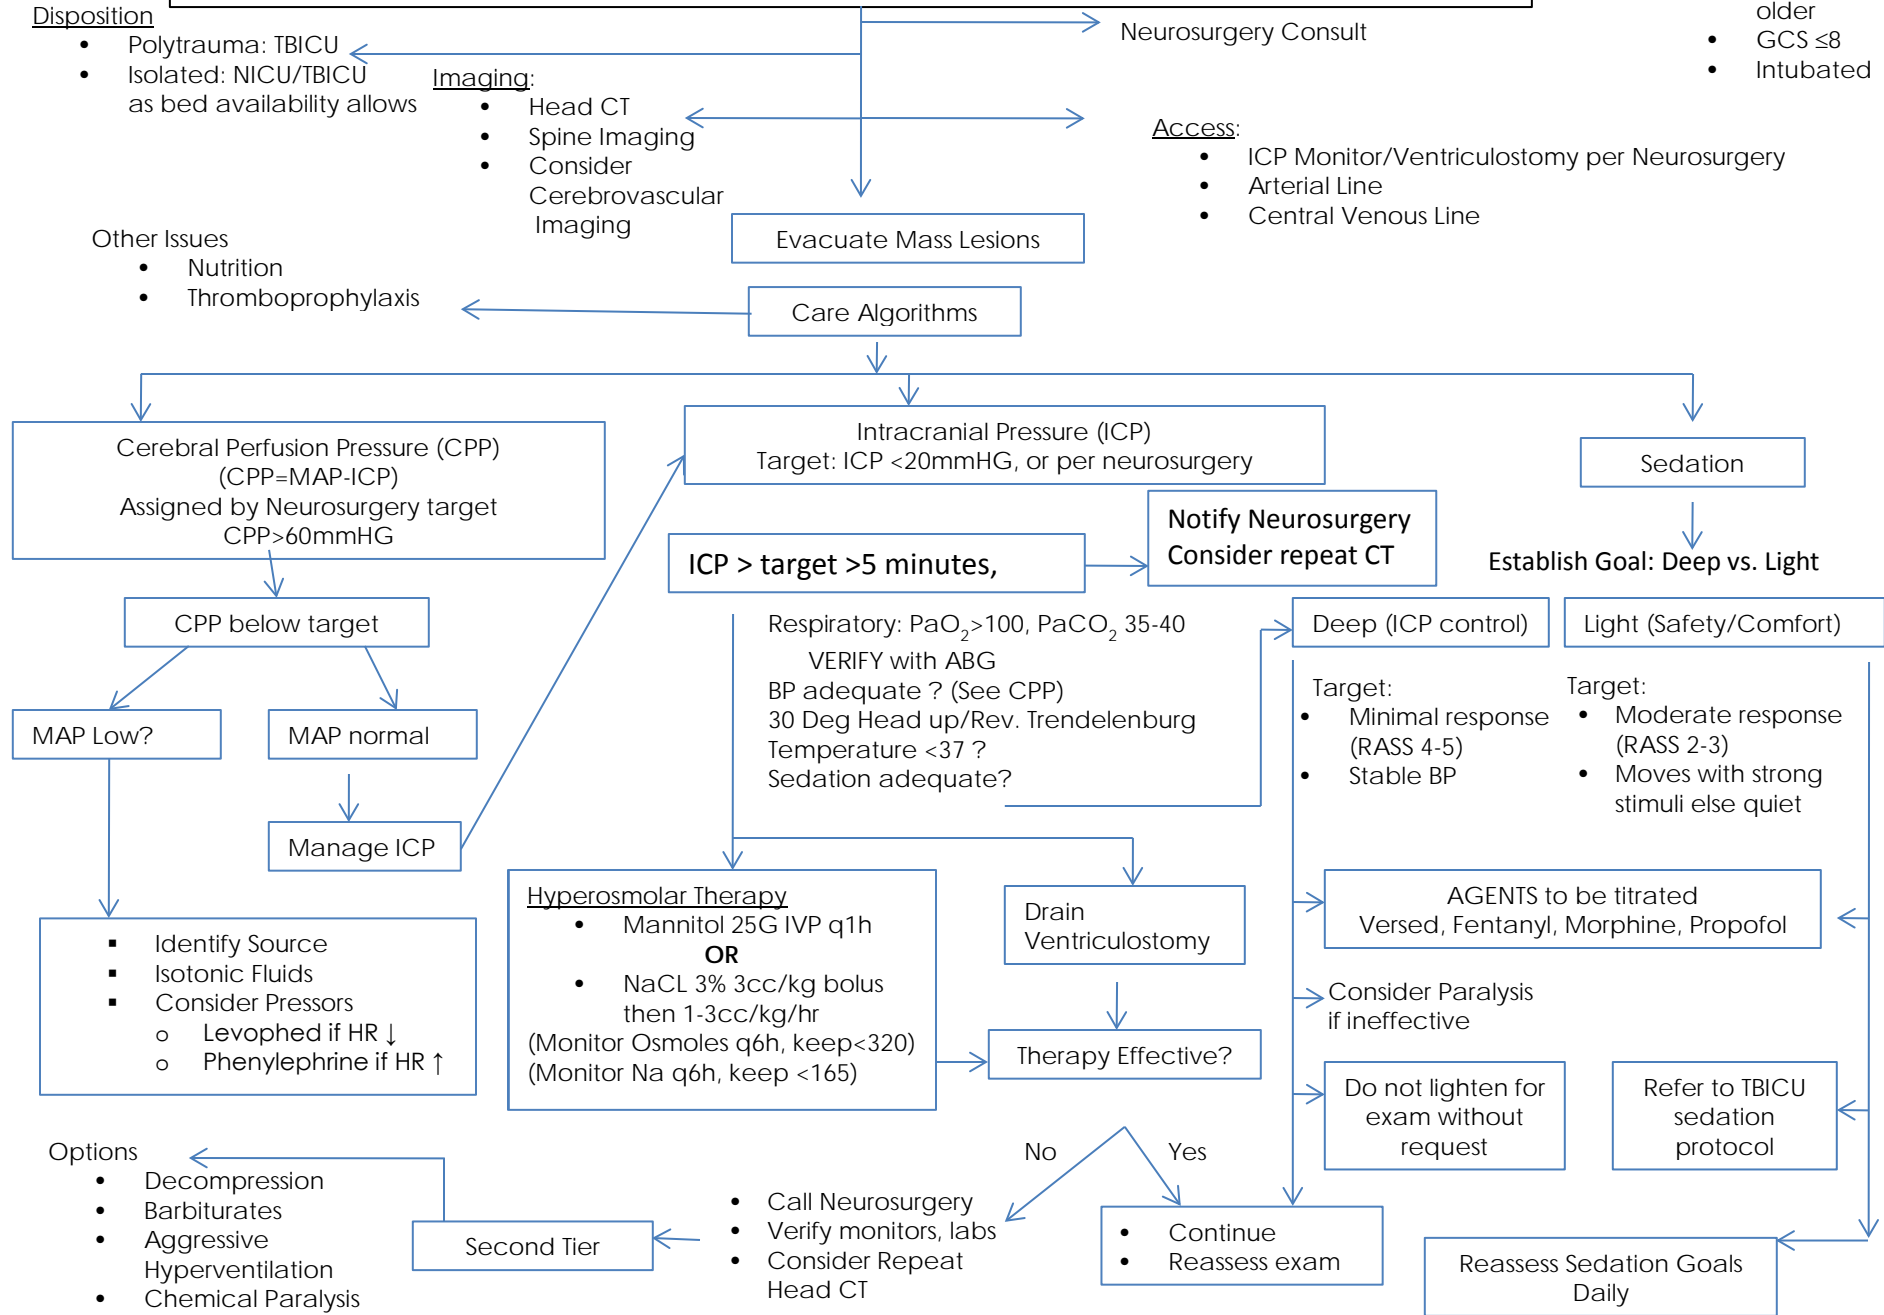 Disposition
• Polytrauma: TBICU
• Isolated: NICU/TBICU
as bed availability allows
Neurosurgery Consult
older
• GCS ≤8
• Intubated
Imaging:
• Head CT
• Spine Imaging
• Consider
Cerebrovascular
Imaging
Access:
• ICP Monitor/Ventriculostomy per Neurosurgery
• Arterial Line
• Central Venous Line
Evacuate Mass Lesions
Other Issues
• Nutrition
• Thromboprophylaxis
Care Algorithms
Cerebral Perfusion Pressure (CPP)
(CPP=MAP-ICP)
Assigned by Neurosurgery target
CPP>60mmHG
Intracranial Pressure (ICP)
Target: ICP <20mmHG, or per neurosurgery
Sedation
Notify Neurosurgery
Consider repeat CT
ICP > target >5 minutes,
Establish Goal: Deep vs. Light
CPP below target
Respiratory: PaO2>100, PaCO2 35-40
VERIFY with ABG
BP adequate ? (See CPP)
30 Deg Head up/Rev. Trendelenburg
Temperature <37 ?
Sedation adequate?
Deep (ICP control)
Light (Safety/Comfort)
MAP Low?
MAP normal
Target:
• Minimal response
(RASS 4-5)
• Stable BP
Target:
• Moderate response
(RASS 2-3)
• Moves with strong
stimuli else quiet
Manage ICP
Hyperosmolar Therapy
• Mannitol 25G IVP q1h
OR
• NaCL 3% 3cc/kg bolus
then 1-3cc/kg/hr
(Monitor Osmoles q6h, keep<320)
(Monitor Na q6h, keep <165)
Drain
Ventriculostomy
AGENTS to be titrated
Versed, Fentanyl, Morphine, Propofol
▪ Identify Source
▪ Isotonic Fluids
▪ Consider Pressors
o Levophed if HR ↓
o Phenylephrine if HR ↑
Therapy Effective?
Consider Paralysis
if ineffective
Do not lighten for
exam without
request
Refer to TBICU
sedation
protocol
No
Yes
Options
• Decompression
• Barbiturates
• Aggressive
Hyperventilation
• Chemical Paralysis
Second Tier
• Call Neurosurgery
• Verify monitors, labs
• Consider Repeat
Head CT
• Continue
• Reassess exam
Reassess Sedation Goals
Daily